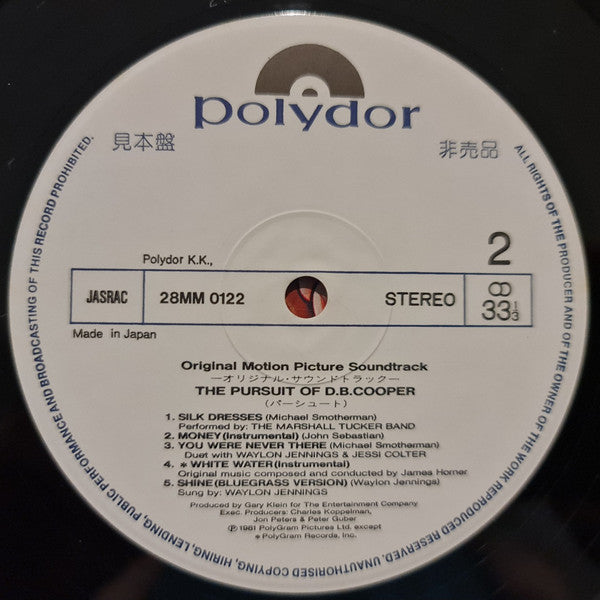 polydor
見本盤
非売品
2
Polydor K.K.,
JASRAC
28MM 0122
STEREO
33 1/3
Made in Japan
Original Motion Picture Soundtrack
—オリジナル・サウンドトラック—
THE PURSUIT OF D.B.COOPER
(パーシュート)
1. SILK DRESSES (Michael Smotherman)
Performed by: THE MARSHALL TUCKER BAND
2. MONEY(Instrumental) (John Sebastian)
3. YOU WERE NEVER THERE (Michael Smotherman)
Duet with WAYLON JENNINGS & JESSI COLTER
4. * WHITE WATER(Instrumental)
Original music composed and conducted by James Horner
5. SHINE(BLUEGRASS VERSION) (Waylon Jennings)
Sung by: WAYLON JENNINGS
Produced by Gary Klein for The Entertainment Company
Exec. Producers: Charles Koppelman,
Jon Peters & Peter Guber
Ⓟ 1981 PolyGram Pictures Ltd. except
* PolyGram Records, Inc.
ALL RIGHTS OF THE PRODUCER AND OF THE OWNER OF THE WORK REPRODUCED RESERVED. UNAUTHORISED COPYING, HIRING, LENDING, PUBLIC PERFORMANCE AND BROADCASTING OF THIS RECORD PROHIBITED.